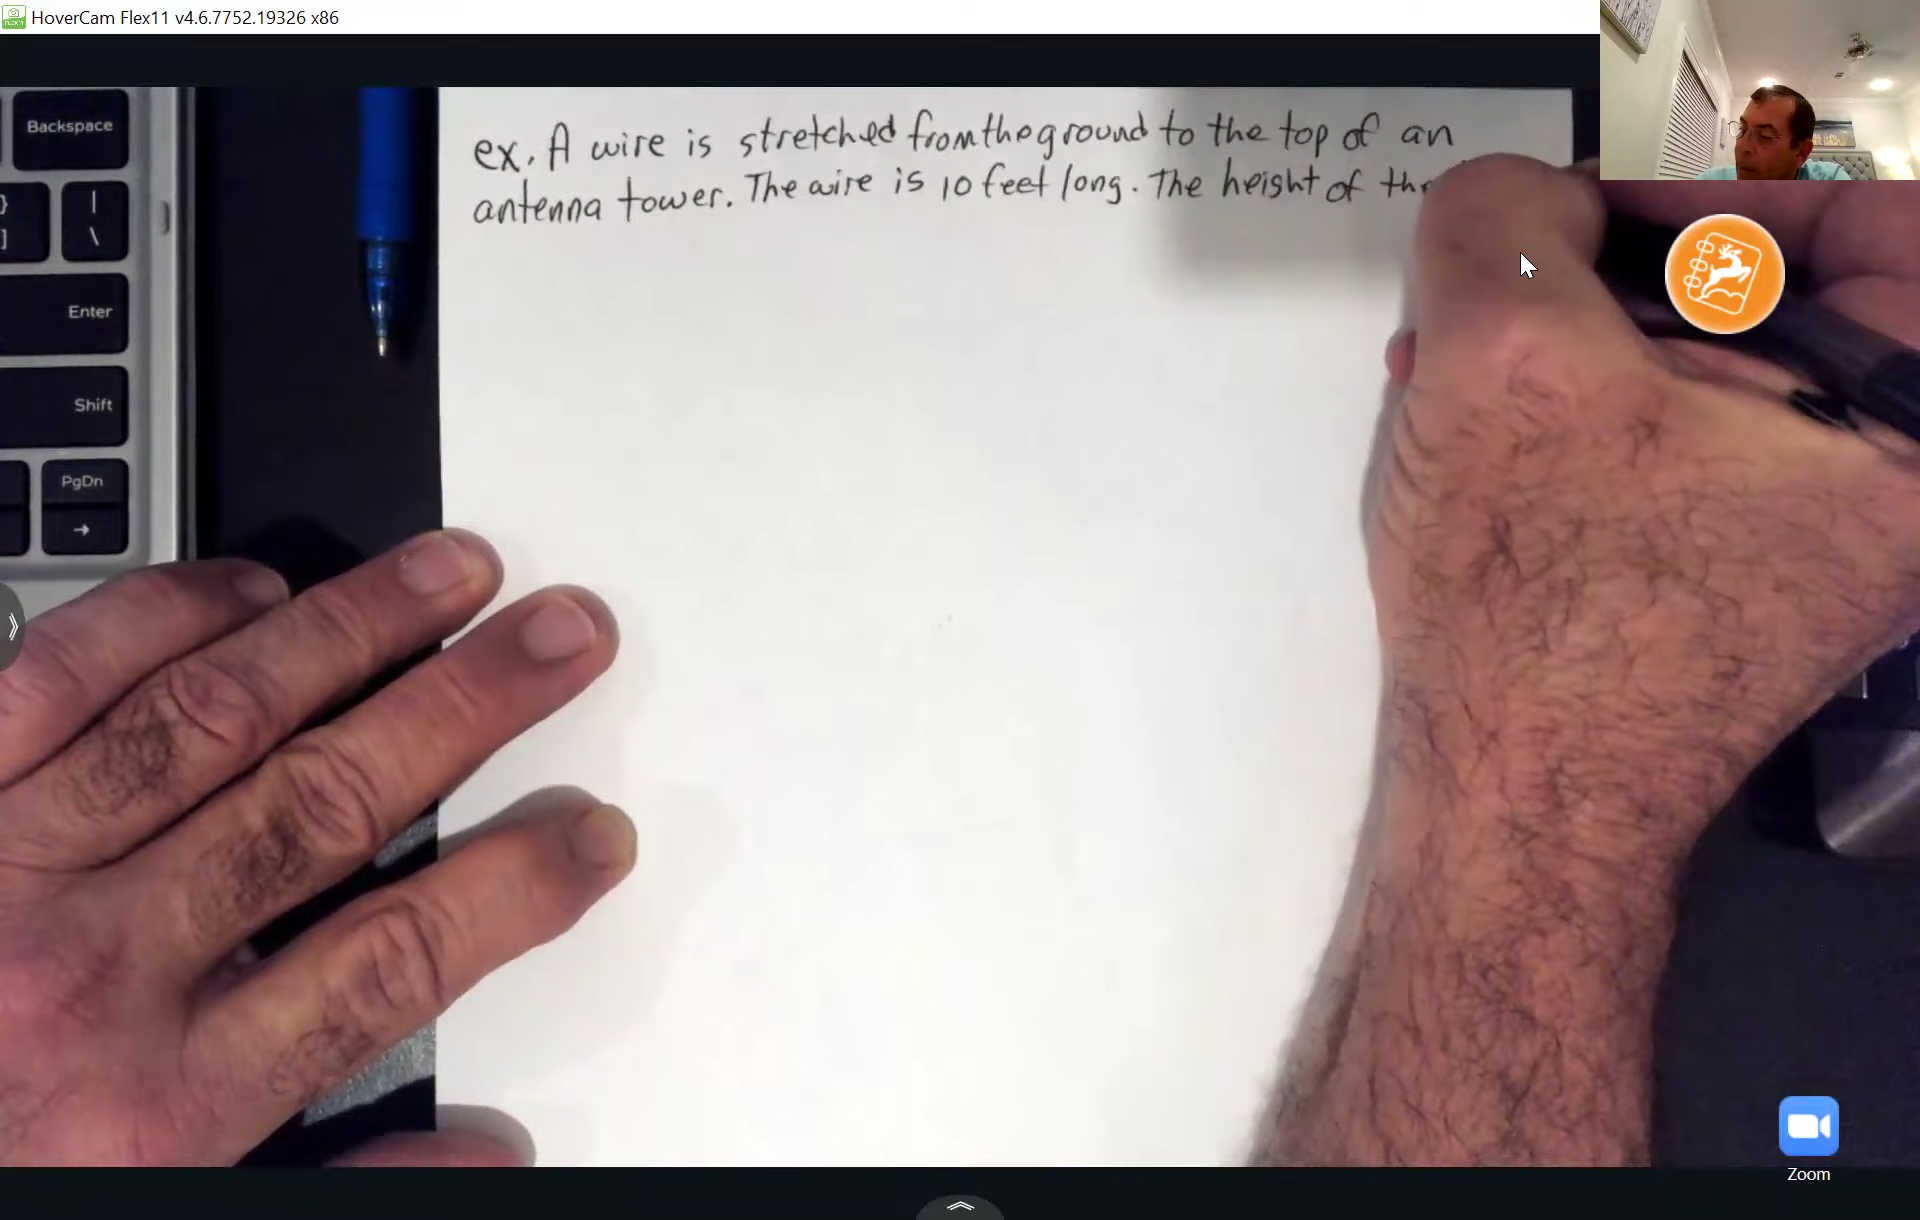 HoverCam Flex11 v4.6.7752.19326 x86
Backspace
}
]
|
\
Enter
Shift
PgDn
→
ex. A wire is stretched from the ground to the top of an
antenna tower. The wire is 10 feet long. The height of the
Zoom